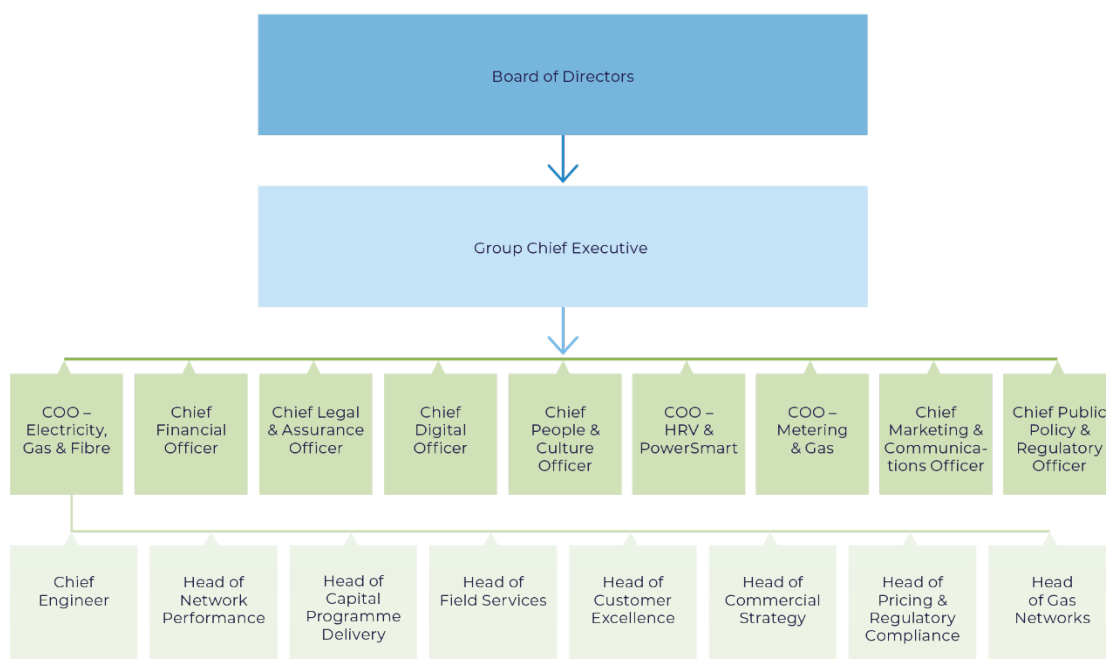 Board of Directors
Group Chief Executive
COO –
Electricity,
Gas & Fibre
Chief
Financial
Officer
Chief Legal
& Assurance
Officer
Chief
Digital
Officer
Chief
People &
Culture
Officer
COO –
HRV &
PowerSmart
COO –
Metering
& Gas
Chief
Marketing &
Communica-
tions Officer
Chief Public
Policy &
Regulatory
Officer
Chief
Engineer
Head of
Network
Performance
Head of
Capital
Programme
Delivery
Head of
Field Services
Head of
Customer
Excellence
Head of
Commercial
Strategy
Head of
Pricing &
Regulatory
Compliance
Head
of Gas
Networks